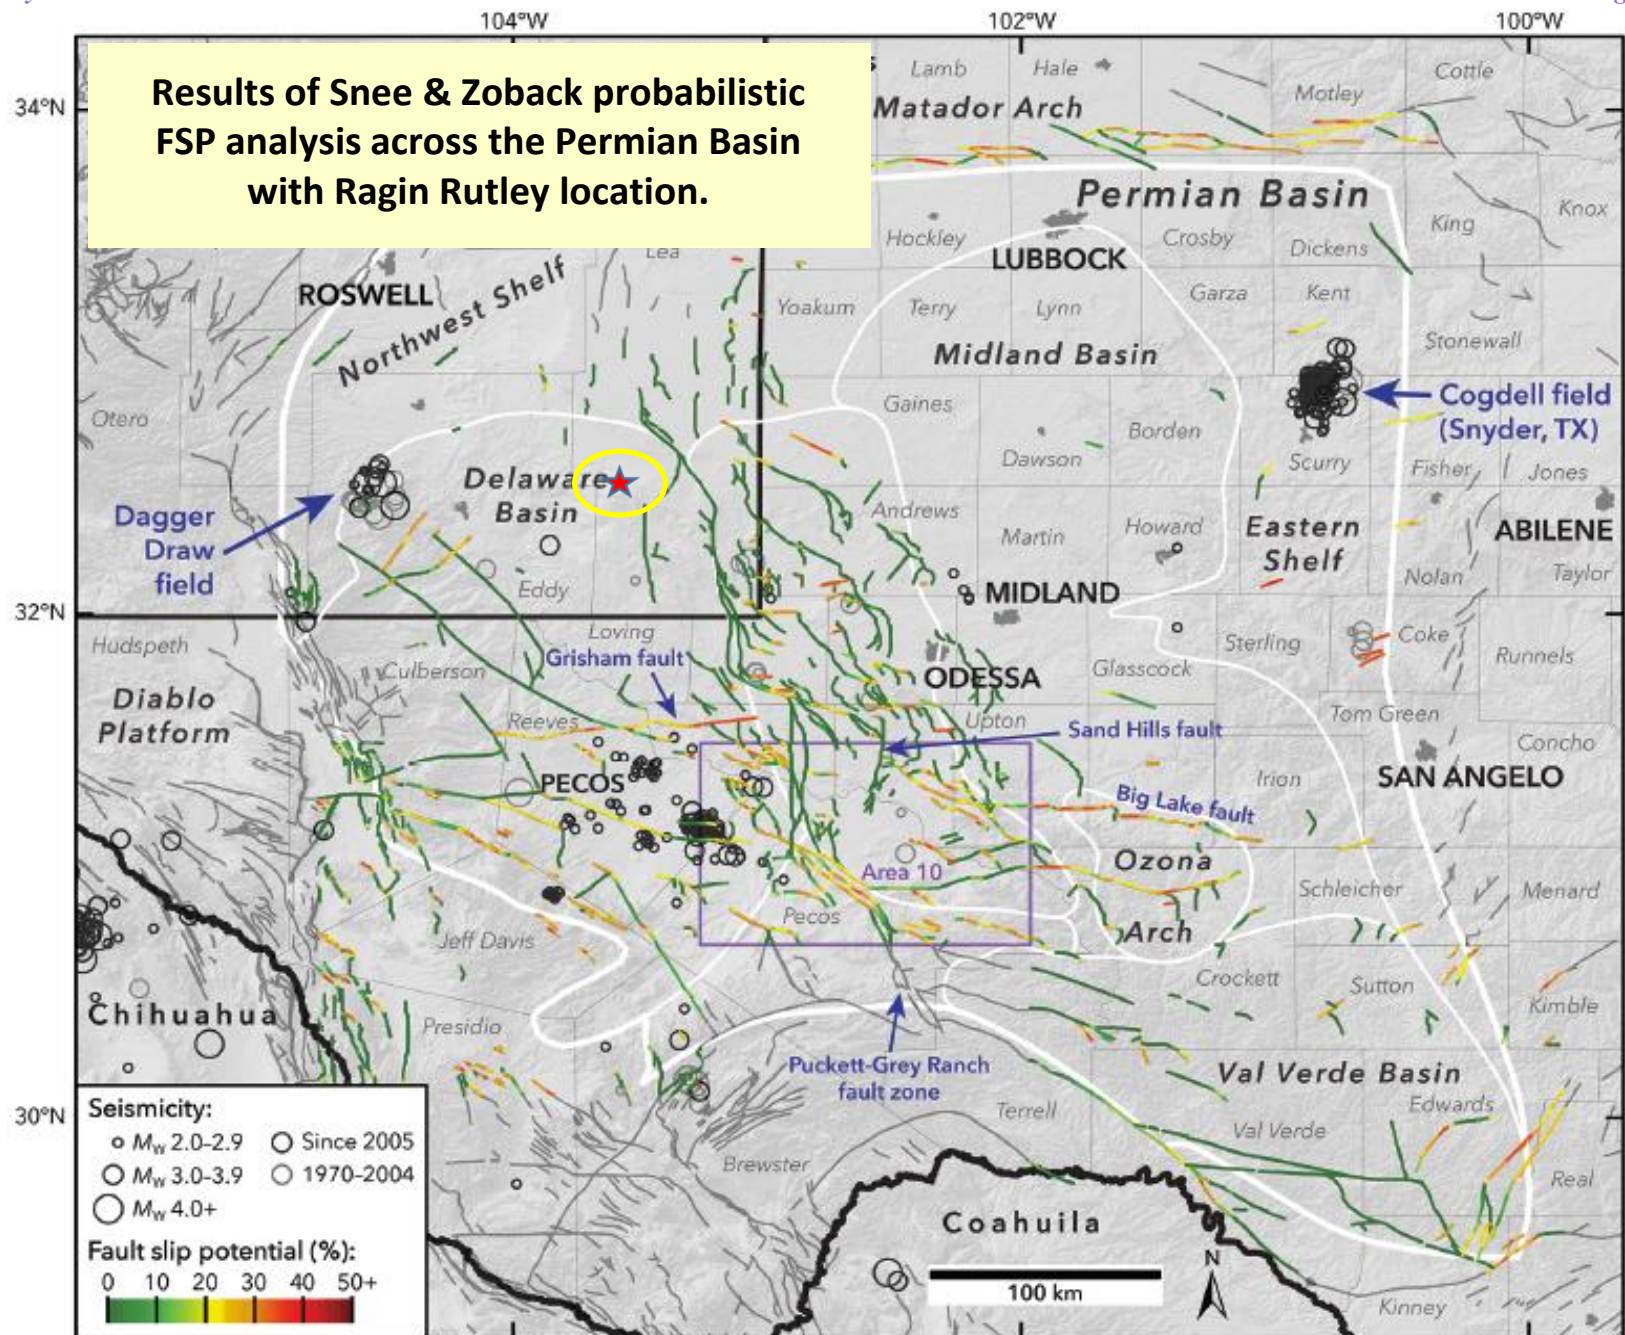 104°W
102°W
100°W
34°N
32°N
30°N
Results of Snee & Zoback probabilistic
FSP analysis across the Permian Basin
with Ragin Rutley location.
Lamb
Hale
Cottle
Motley
Matador Arch
Permian Basin
King
Knox
Hockley
LUBBOCK
Crosby
Dickens
Lea
ROSWELL
Northwest Shelf
Yoakum
Terry
Lynn
Garza
Kent
Stonewall
Midland Basin
Otero
Gaines
Borden
Cogdell field
(Snyder, TX)
Dawson
Scurry
Fisher
Jones
Delaware
Basin
Dagger
Draw
field
Andrews
Martin
Howard
Eastern
Shelf
ABILENE
Eddy
MIDLAND
Nolan
Taylor
Hudspeth
Loving
Grisham fault
Culberson
Sterling
Coke
Runnels
Glasscock
ODESSA
Diablo
Platform
Reeves
Upton
Sand Hills fault
Tom Green
Concho
PECOS
Irion
SAN ANGELO
Big Lake fault
Area 10
Ozona
Arch
Schleicher
Menard
Pecos
Jeff Davis
Crockett
Sutton
Kimble
Chihuahua
Presidio
Puckett-Grey Ranch
fault zone
Val Verde Basin
Terrell
Val Verde
Edwards
Brewster
Real
Coahuila
N
100 km
Kinney
Seismicity:
Mw 2.0–2.9
Since 2005
Mw 3.0–3.9
1970–2004
Mw 4.0+
Fault slip potential (%):
0 10 20 30 40 50+